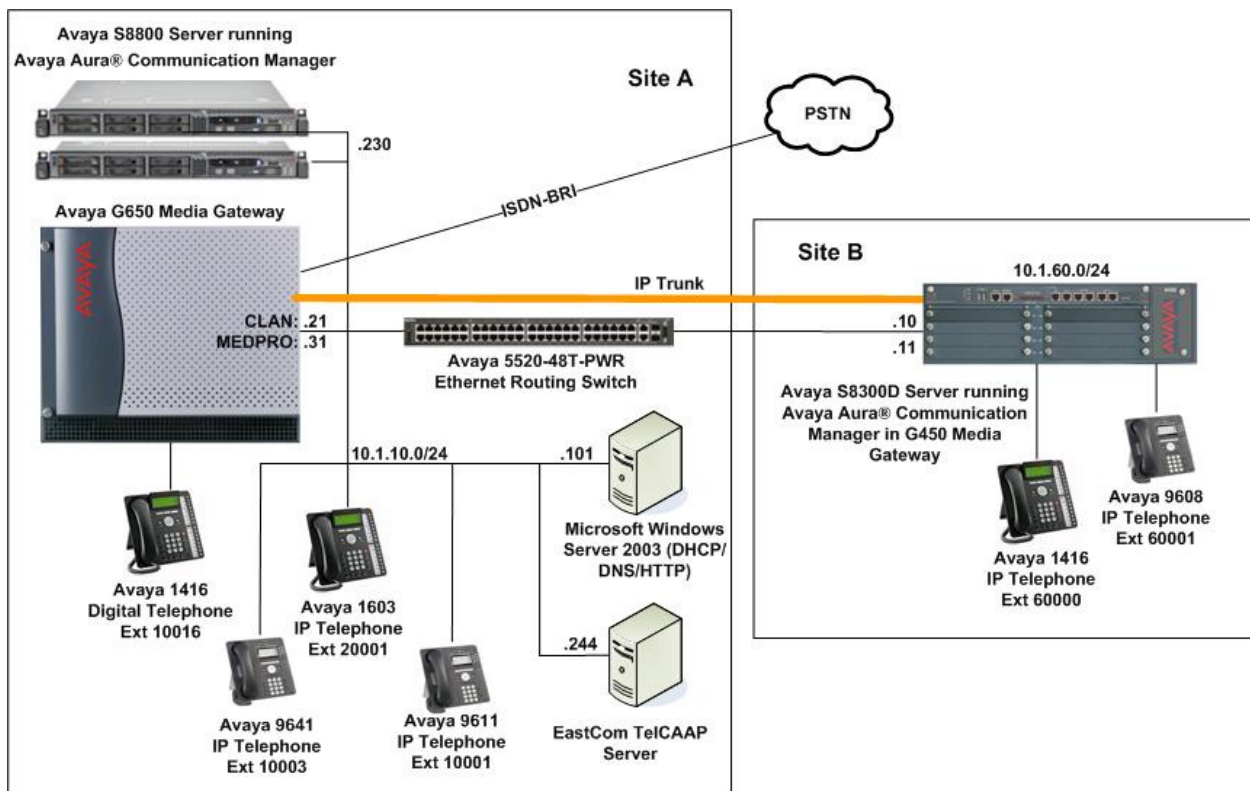 Avaya S8800 Server running
Avaya Aura® Communication Manager
Site A
.230
PSTN
ISDN-BRI
Avaya G650 Media Gateway
AVAYA
IP Trunk
CLAN: .21
MEDPRO: .31
Avaya 5520-48T-PWR
Ethernet Routing Switch
Site B
10.1.60.0/24
.10
.11
AVAYA
Avaya S8300D Server running
Avaya Aura® Communication
Manager in G450 Media
Gateway
10.1.10.0/24
.101
Microsoft Windows
Server 2003 (DHCP/
DNS/HTTP)
.244
EastCom TelCAAP
Server
Avaya 1416
Digital Telephone
Ext 10016
Avaya 1603
IP Telephone
Ext 20001
Avaya 9641
IP Telephone
Ext 10003
Avaya 9611
IP Telephone
Ext 10001
Avaya 1416
IP Telephone
Ext 60000
Avaya 9608
IP Telephone
Ext 60001